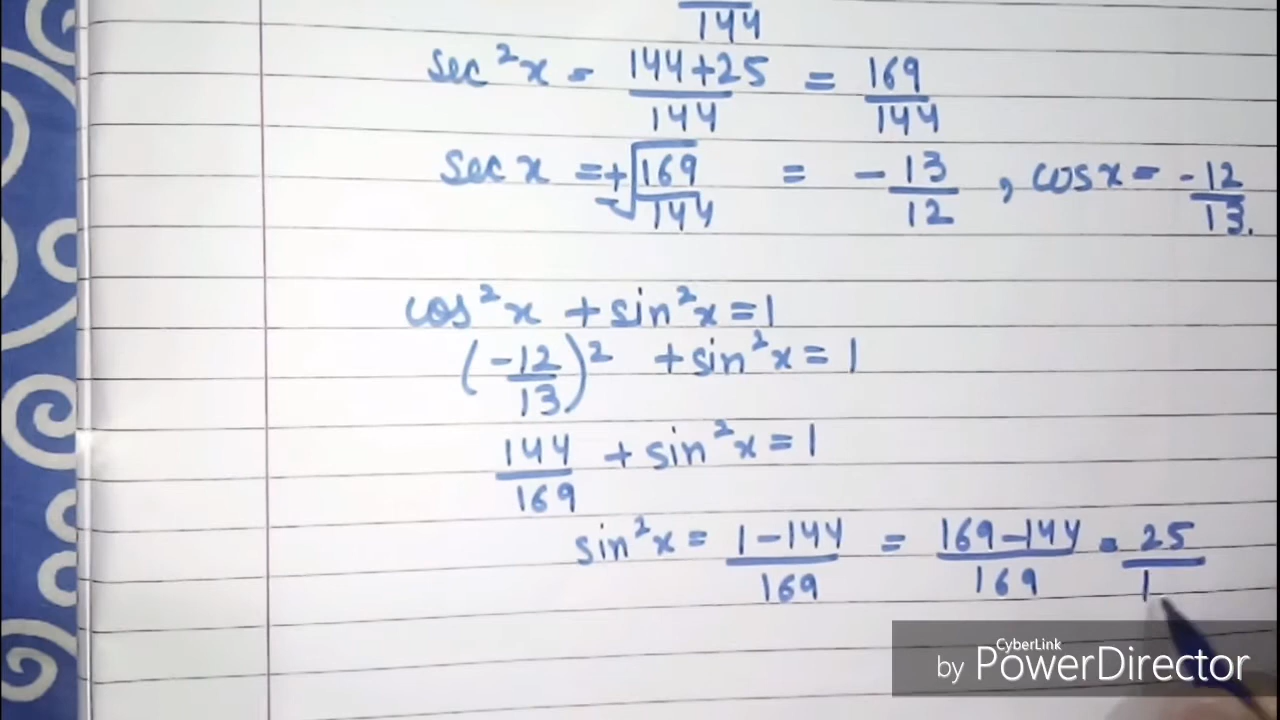 144
sec²x = 144+25/144 = 169/144
sec x = ±√169/144 = -13/12, cos x = -12/13.
cos²x + sin²x = 1
(-12/13)² + sin²x = 1
144/169 + sin²x = 1
sin²x = 1-144/169 = 169-144/169 = 25/1
CyberLink
by PowerDirector